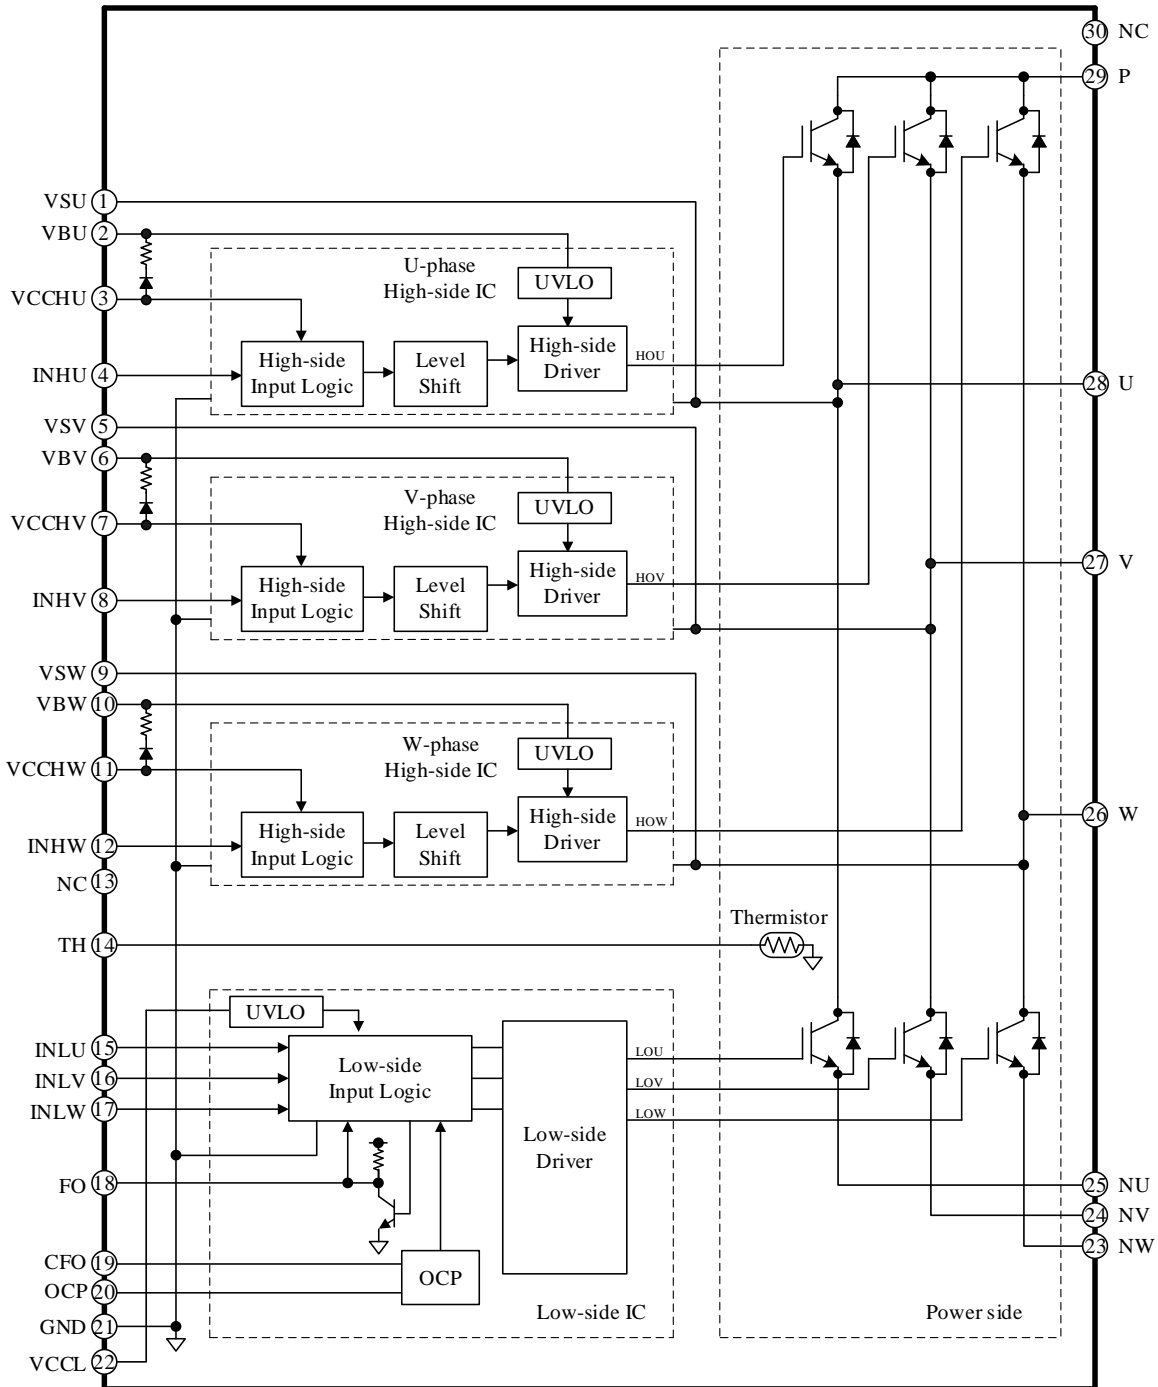 30 NC
29 P
VSU 1
VBU 2
U-phase
High-side IC
UVLO
VCCHU 3
High-side
Input Logic
Level
Shift
High-side
Driver
HOU
INHU 4
28 U
VSV 5
VBV 6
V-phase
High-side IC
UVLO
VCCHV 7
High-side
Input Logic
Level
Shift
High-side
Driver
HOV
27 V
INHV 8
VSW 9
VBW 10
W-phase
High-side IC
UVLO
VCCHW 11
High-side
Input Logic
Level
Shift
High-side
Driver
HOW
26 W
INHW 12
NC 13
Thermistor
TH 14
UVLO
INLU 15
INLV 16
INLW 17
Low-side
Input Logic
LOU
LOV
LOW
Low-side
Driver
FO 18
25 NU
24 NV
23 NW
CFO 19
OCP 20
OCP
GND 21
Low-side IC
Power side
VCCL 22